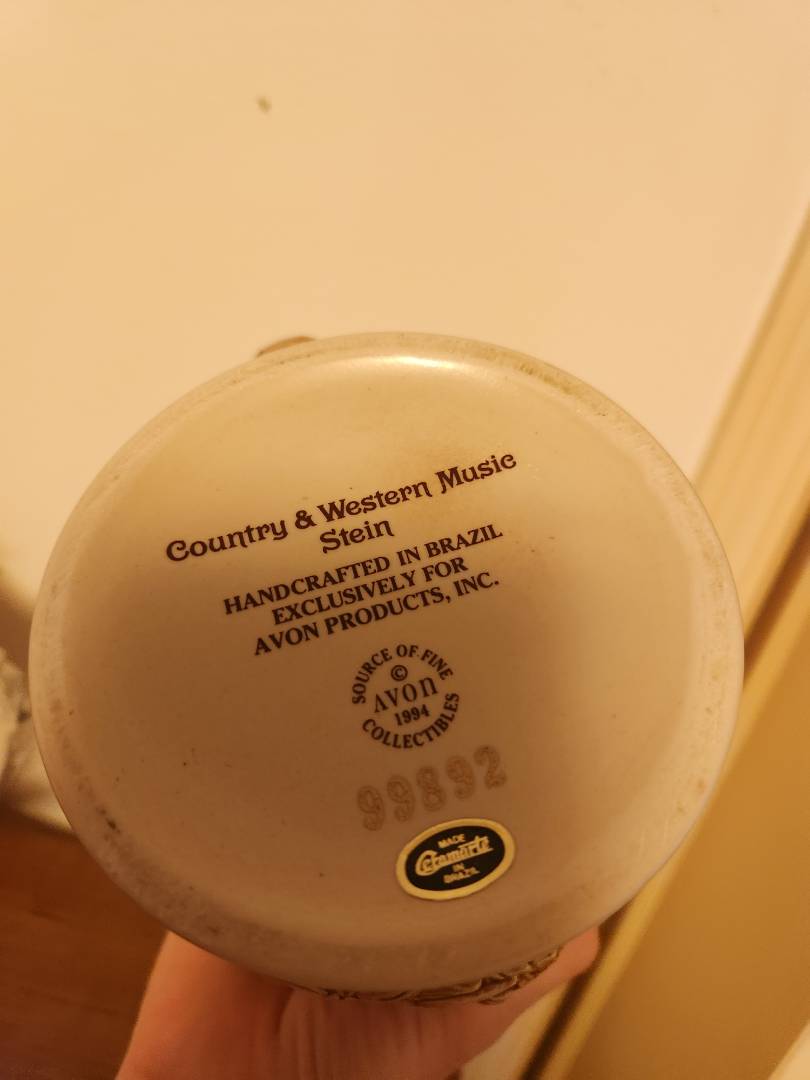 Country & Western Music
Stein
HANDCRAFTED IN BRAZIL
EXCLUSIVELY FOR
AVON PRODUCTS, INC.
SOURCE OF FINE
©
AVON
1994
COLLECTIBLES
99892
MADE
Ceramarte
IN
BRAZIL